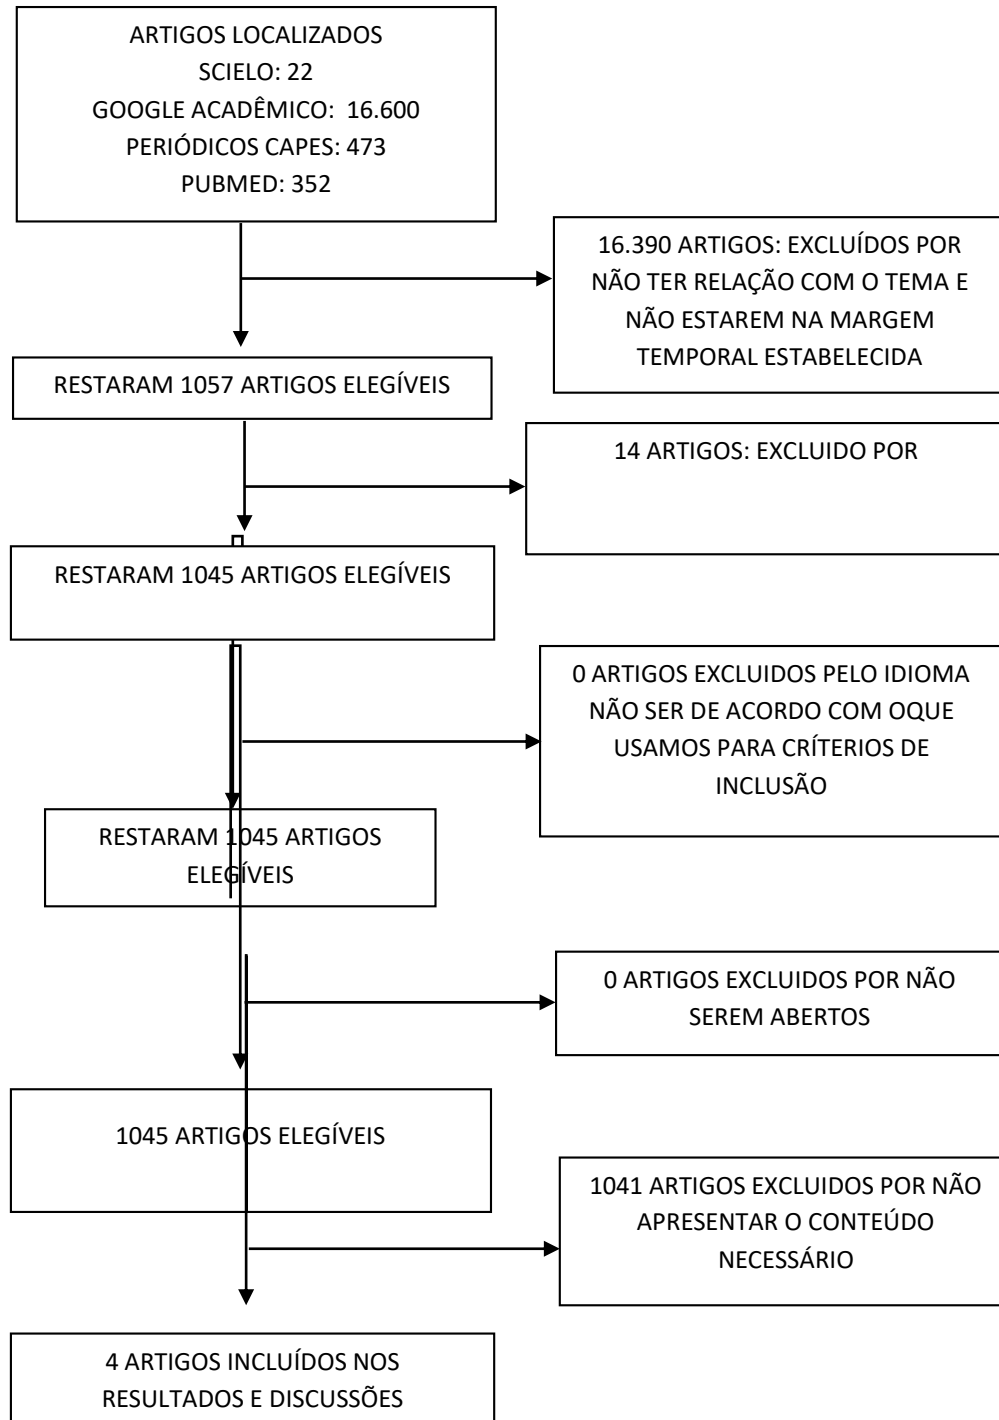 ARTIGOS LOCALIZADOS
SCIELO: 22
GOOGLE ACADÊMICO: 16.600
PERIÓDICOS CAPES: 473
PUBMED: 352
16.390 ARTIGOS: EXCLUÍDOS POR
NÃO TER RELAÇÃO COM O TEMA E
NÃO ESTAREM NA MARGEM
TEMPORAL ESTABELECIDA
RESTARAM 1057 ARTIGOS ELEGÍVEIS
14 ARTIGOS: EXCLUIDO POR
RESTARAM 1045 ARTIGOS ELEGÍVEIS
0 ARTIGOS EXCLUIDOS PELO IDIOMA
NÃO SER DE ACORDO COM OQUE
USAMOS PARA CRÍTERIOS DE
INCLUSÃO
RESTARAM 1045 ARTIGOS
ELEGÍVEIS
0 ARTIGOS EXCLUIDOS POR NÃO
SEREM ABERTOS
1045 ARTIGOS ELEGÍVEIS
1041 ARTIGOS EXCLUIDOS POR NÃO
APRESENTAR O CONTEÚDO
NECESSÁRIO
4 ARTIGOS INCLUÍDOS NOS
RESULTADOS E DISCUSSÕES